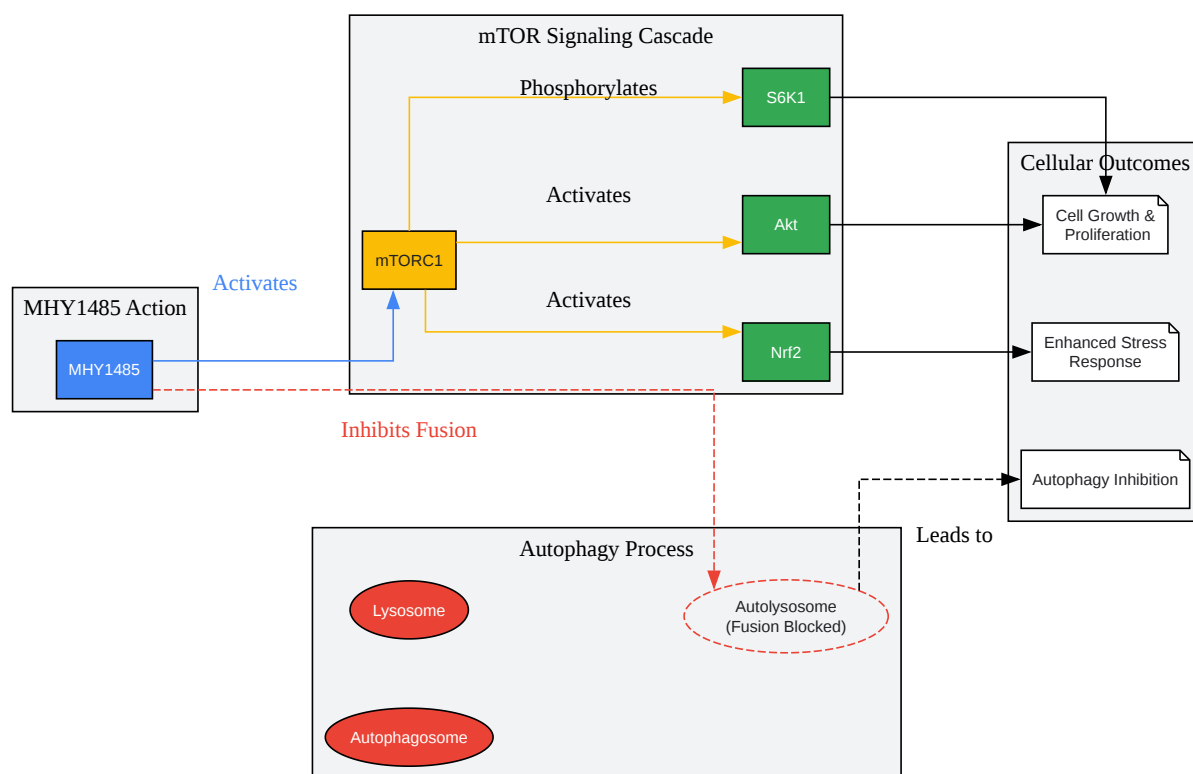 mTOR Signaling Cascade
Phosphorylates
S6K1
Cellular Outcomes
Activates
Akt
Cell Growth &
Proliferation
mTORC1
Activates
MHY1485 Action
Activates
Nrf2
Enhanced Stress
Response
MHY1485
Inhibits Fusion
Autophagy Inhibition
Leads to
Autophagy Process
Lysosome
Autolysosome
(Fusion Blocked)
Autophagosome